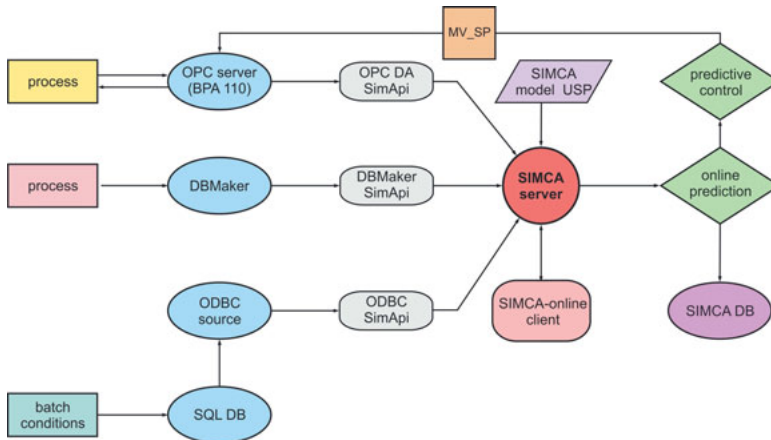 MV_SP
process
OPC server
(BPA 110)
OPC DA
SimApi
SIMCA
model USP
predictive
control
process
DBMaker
DBMaker
SimApi
SIMCA
server
online
prediction
ODBC
source
ODBC
SimApi
SIMCA-online
client
SIMCA DB
batch
conditions
SQL DB